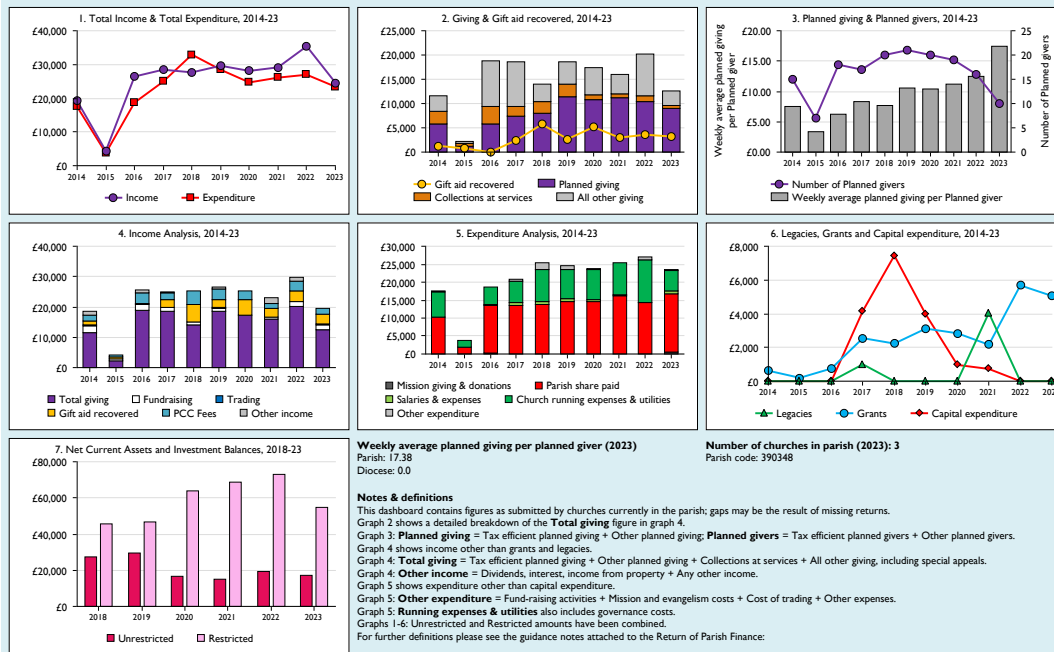 1. Total Income & Total Expenditure, 2014-23
£40,000
£30,000
£20,000
£10,000
£0
2014 2015 2016 2017 2018 2019 2020 2021 2022 2023
Income Expenditure
2. Giving & Gift aid recovered, 2014-23
£25,000
£20,000
£15,000
£10,000
£5,000
£0
2014 2015 2016 2017 2018 2019 2020 2021 2022 2023
Gift aid recovered Planned giving
Collections at services All other giving
3. Planned giving & Planned givers, 2014-23
Weekly average planned giving
per Planned giver
£20.00
£15.00
£10.00
£5.00
£0.00
25
20
15
10
5
0
Number of Planned givers
2014 2015 2016 2017 2018 2019 2020 2021 2022 2023
Number of Planned givers
Weekly average planned giving per Planned giver
4. Income Analysis, 2014-23
£40,000
£30,000
£20,000
£10,000
£0
2014 2015 2016 2017 2018 2019 2020 2021 2022 2023
Total giving Fundraising Trading
Gift aid recovered PCC Fees Other income
5. Expenditure Analysis, 2014-23
£30,000
£25,000
£20,000
£15,000
£10,000
£5,000
£0
2014 2015 2016 2017 2018 2019 2020 2021 2022 2023
Mission giving & donations Parish share paid
Salaries & expenses Church running expenses & utilities
Other expenditure
6. Legacies, Grants and Capital expenditure, 2014-23
£8,000
£6,000
£4,000
£2,000
£0
2014 2015 2016 2017 2018 2019 2020 2021 2022 202
Legacies Grants Capital expenditure
7. Net Current Assets and Investment Balances, 2018-23
£80,000
£60,000
£40,000
£20,000
£0
2018 2019 2020 2021 2022 2023
Unrestricted Restricted
Weekly average planned giving per planned giver (2023)
Parish: 17.38
Diocese: 0.0
Number of churches in parish (2023): 3
Parish code: 390348
Notes & definitions
This dashboard contains figures as submitted by churches currently in the parish; gaps may be the result of missing returns.
Graph 2 shows a detailed breakdown of the Total giving figure in graph 4.
Graph 3: Planned giving = Tax efficient planned giving + Other planned giving; Planned givers = Tax efficient planned givers + Other planned givers.
Graph 4 shows income other than grants and legacies.
Graph 4: Total giving = Tax efficient planned giving + Other planned giving + Collections at services + All other giving, including special appeals.
Graph 4: Other income = Dividends, interest, income from property + Any other income.
Graph 5 shows expenditure other than capital expenditure.
Graph 5: Other expenditure = Fund-raising activities + Mission and evangelism costs + Cost of trading + Other expenses.
Graph 5: Running expenses & utilities also includes governance costs.
Graphs 1-6: Unrestricted and Restricted amounts have been combined.
For further definitions please see the guidance notes attached to the Return of Parish Finance: